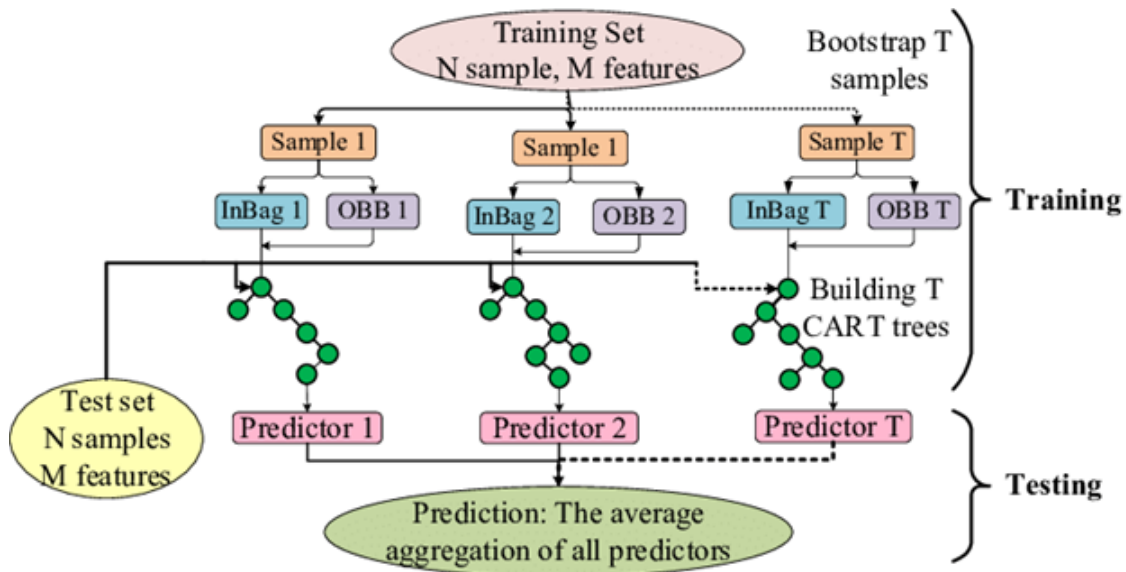 Training Set
N sample, M features
Bootstrap T
samples
Sample 1
Sample 1
Sample T
InBag 1
OBB 1
InBag 2
OBB 2
InBag T
OBB T
Training
Building T
CART trees
Test set
N samples
M features
Predictor 1
Predictor 2
Predictor T
Testing
Prediction: The average
aggregation of all predictors